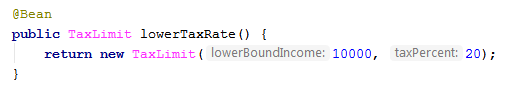 @Bean
public TaxLimit lowerTaxRate() {
    return new TaxLimit( lowerBoundIncome: 10000, taxPercent: 20);
}